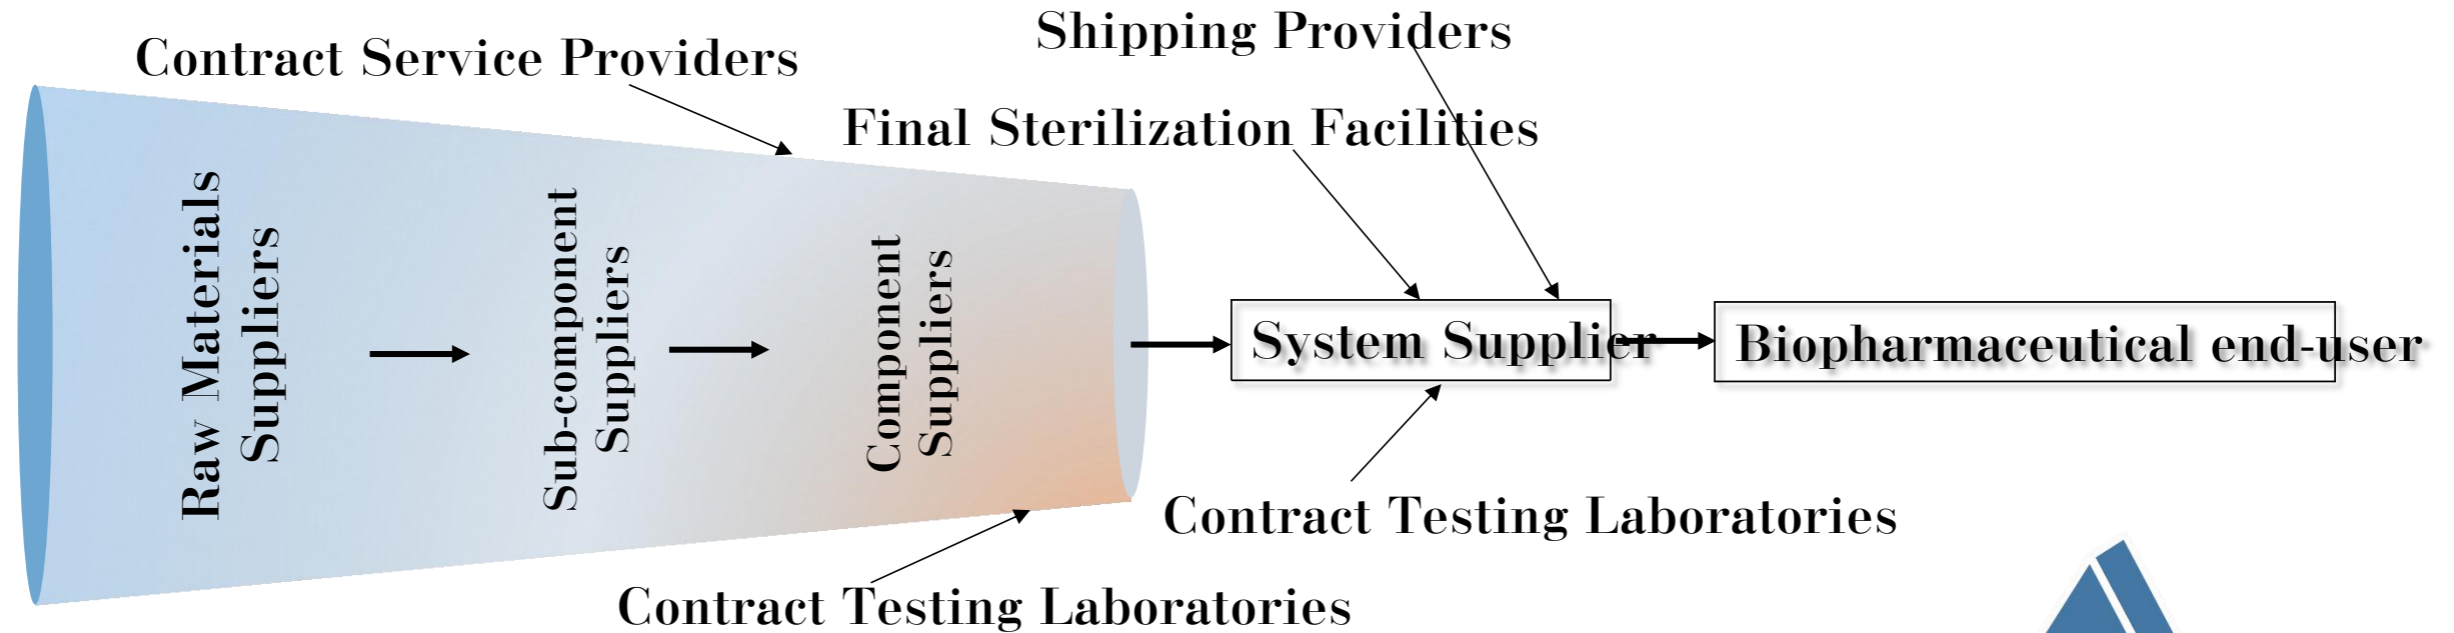 Shipping Providers
Contract Service Providers
Final Sterilization Facilities
Raw Materials
Suppliers
Sub-component
Suppliers
Component
Suppliers
System Supplier
Biopharmaceutical end-user
Contract Testing Laboratories
Contract Testing Laboratories